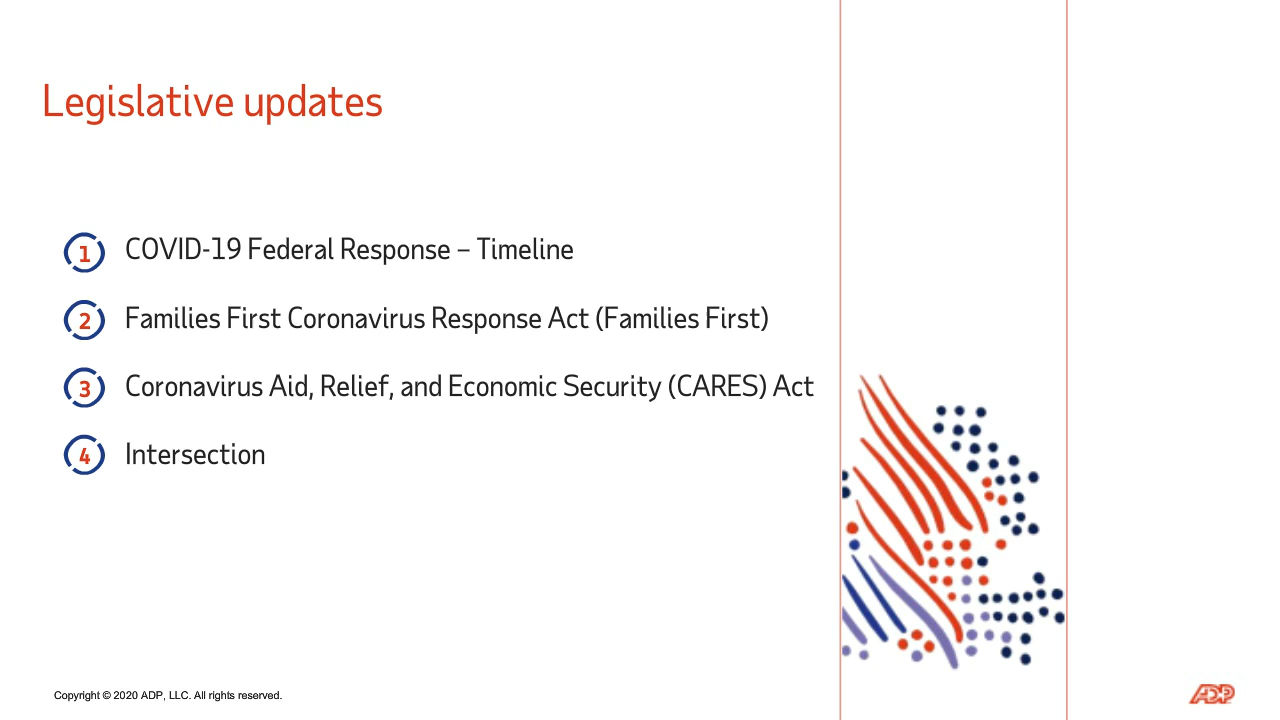 Legislative updates
1 COVID-19 Federal Response – Timeline
2 Families First Coronavirus Response Act (Families First)
3 Coronavirus Aid, Relief, and Economic Security (CARES) Act
4 Intersection
Copyright © 2020 ADP, LLC. All rights reserved.
ADP